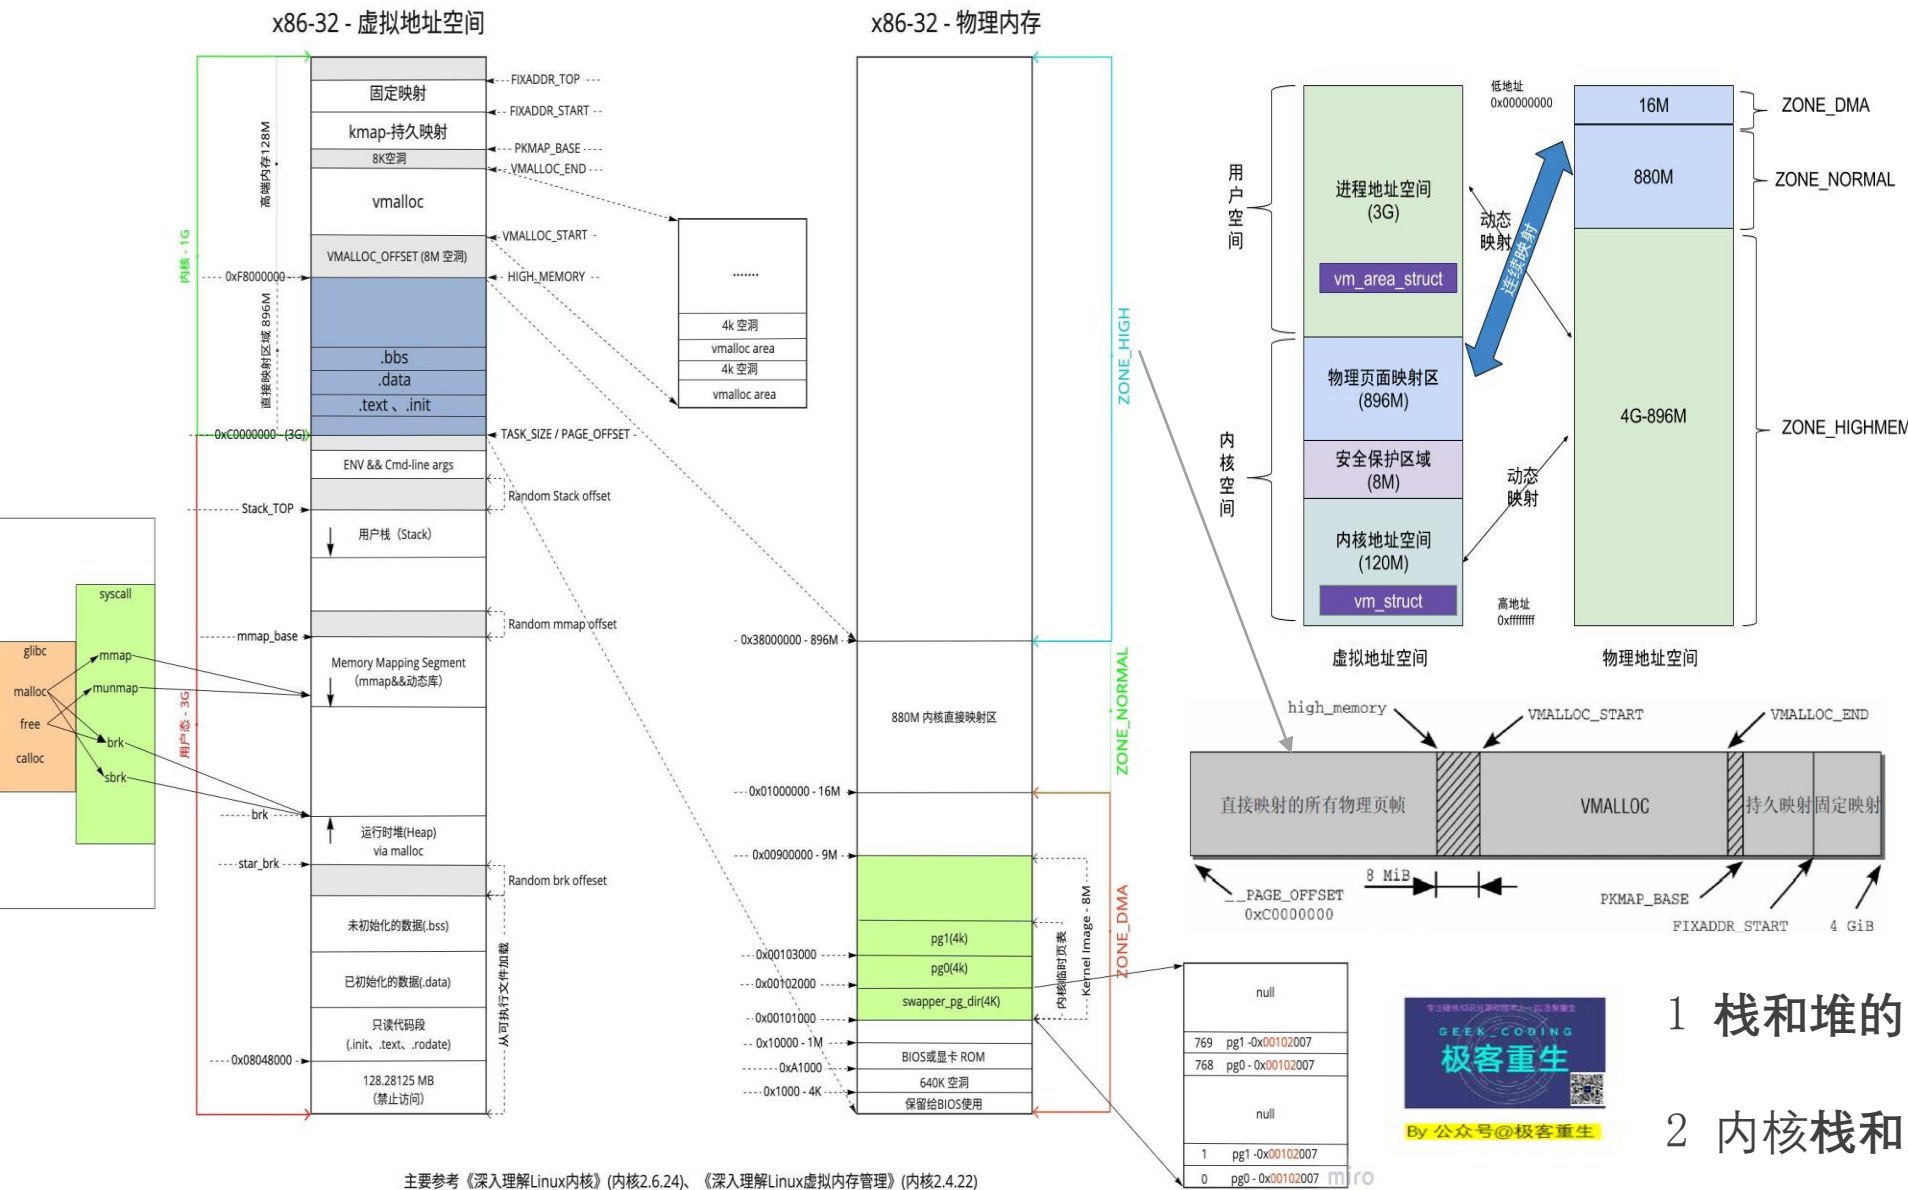 x86-32 - 虚拟地址空间
x86-32 - 物理内存
固定映射
kmap-持久映射
8K空洞
vmalloc
VMALLOC_OFFSET (8M 空洞)
.bbs
.data
.text 、.init
ENV && Cmd-line args
用户栈（Stack）
Memory Mapping Segment
（mmap&&动态库）
运行时堆(Heap)
via malloc
未初始化的数据(.bss)
已初始化的数据(.data)
只读代码段
(.init、.text、.rodate)
128.28125 MB
（禁止访问）
FIXADDR_TOP
FIXADDR_START
PKMAP_BASE
VMALLOC_END
VMALLOC_START
HIGH_MEMORY
TASK_SIZE / PAGE_OFFSET
Random Stack offset
Random mmap offset
Random brk offeset
从可执行文件加载
高端内存128M
内核 - 1G
直接映射区域 896M
0xF8000000
0xC0000000 - (3G)
Stack_TOP
mmap_base
用户态 - 3G
brk
star_brk
0x08048000
syscall
glibc
mmap
malloc
munmap
free
brk
calloc
sbrk
.......
4k 空洞
vmalloc area
4k 空洞
vmalloc area
0x38000000 - 896M
0x01000000 - 16M
0x00900000 - 9M
0x00103000
0x00102000
0x00101000
0x10000 - 1M
0xA1000
0x1000 - 4K
880M 内核直接映射区
pg1(4k)
pg0(4k)
swapper_pg_dir(4K)
BIOS或显卡 ROM
640K 空洞
保留给BIOS使用
ZONE_HIGH
ZONE_NORMAL
ZONE_DMA
内核临时页表
Kernel Image - 8M
null
769 pg1 -0x00102007
768 pg0 - 0x00102007
null
1 pg1 -0x00102007
0 pg0 - 0x00102007
miro
低地址
0x00000000
用户空间
进程地址空间
(3G)
vm_area_struct
内核空间
物理页面映射区
(896M)
安全保护区域
(8M)
内核地址空间
(120M)
vm_struct
动态
映射
连续映射
动态
映射
高地址
0xffffffff
16M
880M
4G-896M
ZONE_DMA
ZONE_NORMAL
ZONE_HIGHMEM
虚拟地址空间
物理地址空间
high_memory
VMALLOC_START
VMALLOC_END
直接映射的所有物理页帧
VMALLOC
持久映射
固定映射
8 MiB
__PAGE_OFFSET
0xC0000000
PKMAP_BASE
FIXADDR_START
4 GiB
GEEK CODING
极客重生
By 公众号@极客重生
1 栈和堆的
2 内核栈和
主要参考《深入理解Linux内核》(内核2.6.24)、《深入理解Linux虚拟内存管理》(内核2.4.22)